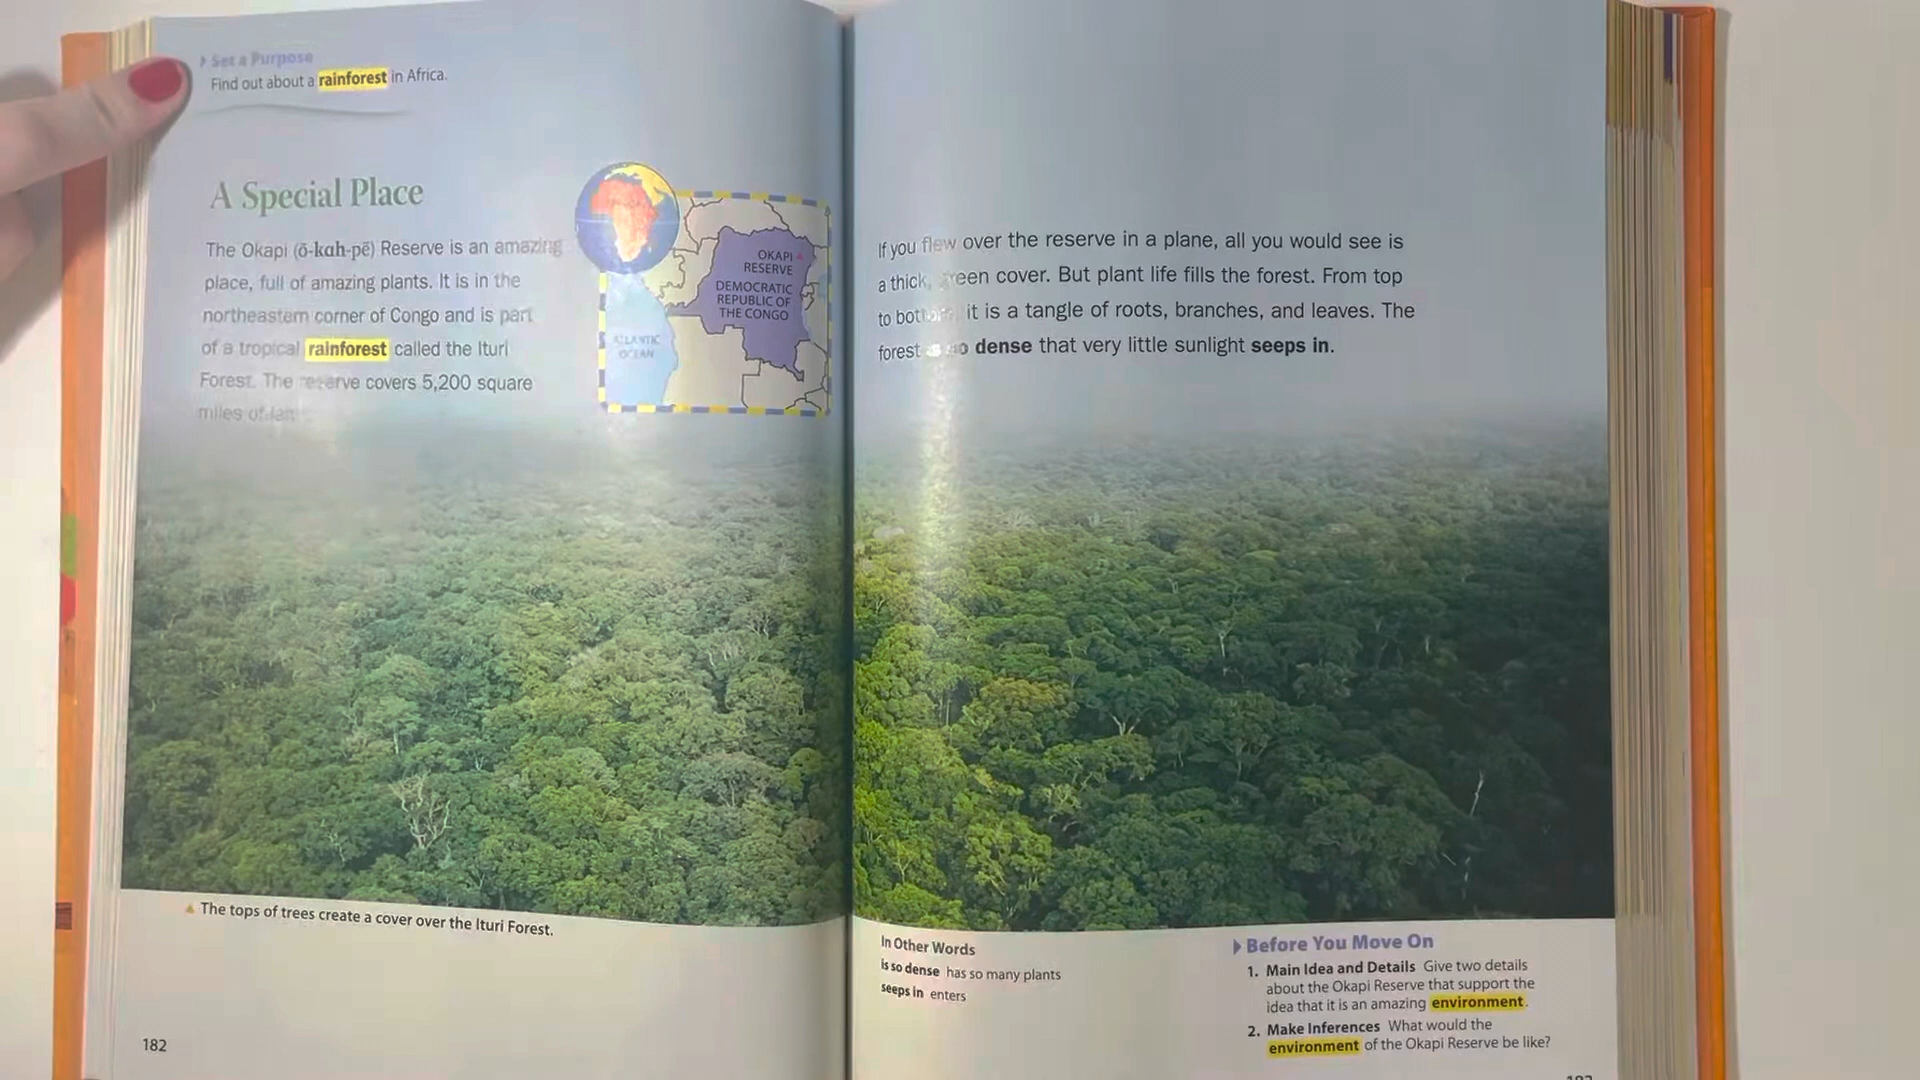 Set a Purpose
Find out about a rainforest in Africa.
A Special Place
The Okapi (ō-kah-pē) Reserve is an amazing
place, full of amazing plants. It is in the
northeastern corner of Congo and is part
of a tropical rainforest called the Ituri
Forest. The reserve covers 5,200 square
miles of
OKAPI
RESERVE
DEMOCRATIC
REPUBLIC OF
THE CONGO
ATLANTIC
OCEAN
If you flew over the reserve in a plane, all you would see is
a thick, green cover. But plant life fills the forest. From top
to bottom, it is a tangle of roots, branches, and leaves. The
forest is so dense that very little sunlight seeps in.
The tops of trees create a cover over the Ituri Forest.
182
In Other Words
is so dense has so many plants
seeps in enters
Before You Move On
1. Main Idea and Details Give two details
about the Okapi Reserve that support the
idea that it is an amazing environment.
2. Make Inferences What would the
environment of the Okapi Reserve be like?